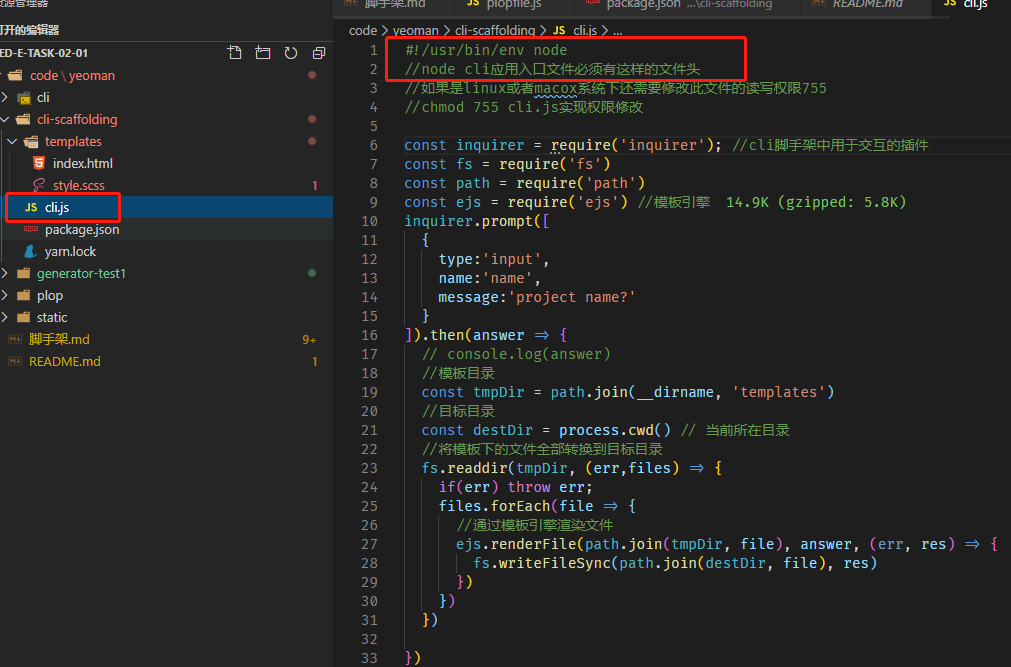 资源管理器
打开的编辑器
ED-E-TASK-02-01
code \ yeoman
cli
cli-scaffolding
templates
index.html
style.scss 1
JS cli.js
package.json
yarn.lock
generator-test1
plop
static
脚手架.md 9+
README.md 1
脚手架.md JS plopfile.js package.json ...\cli-scaffolding README.md JS cli.js
code > yeoman > cli-scaffolding > JS cli.js > ...
1 #!/usr/bin/env node
2 //node cli应用入口文件必须有这样的文件头
3 //如果是linux或者macox系统下还需要修改此文件的读写权限755
4 //chmod 755 cli.js实现权限修改
5
6 const inquirer = require('inquirer'); //cli脚手架中用于交互的插件
7 const fs = require('fs')
8 const path = require('path')
9 const ejs = require('ejs') //模板引擎 14.9K (gzipped: 5.8K)
10 inquirer.prompt([
11 {
12 type:'input',
13 name:'name',
14 message:'project name?'
15 }
16 ]).then(answer => {
17 // console.log(answer)
18 //模板目录
19 const tmpDir = path.join(__dirname, 'templates')
20 //目标目录
21 const destDir = process.cwd() // 当前所在目录
22 //将模板下的文件全部转换到目标目录
23 fs.readdir(tmpDir, (err,files) => {
24 if(err) throw err;
25 files.forEach(file => {
26 //通过模板引擎渲染文件
27 ejs.renderFile(path.join(tmpDir, file), answer, (err, res) => {
28 fs.writeFileSync(path.join(destDir, file), res)
29 })
30 })
31 })
32
33 })